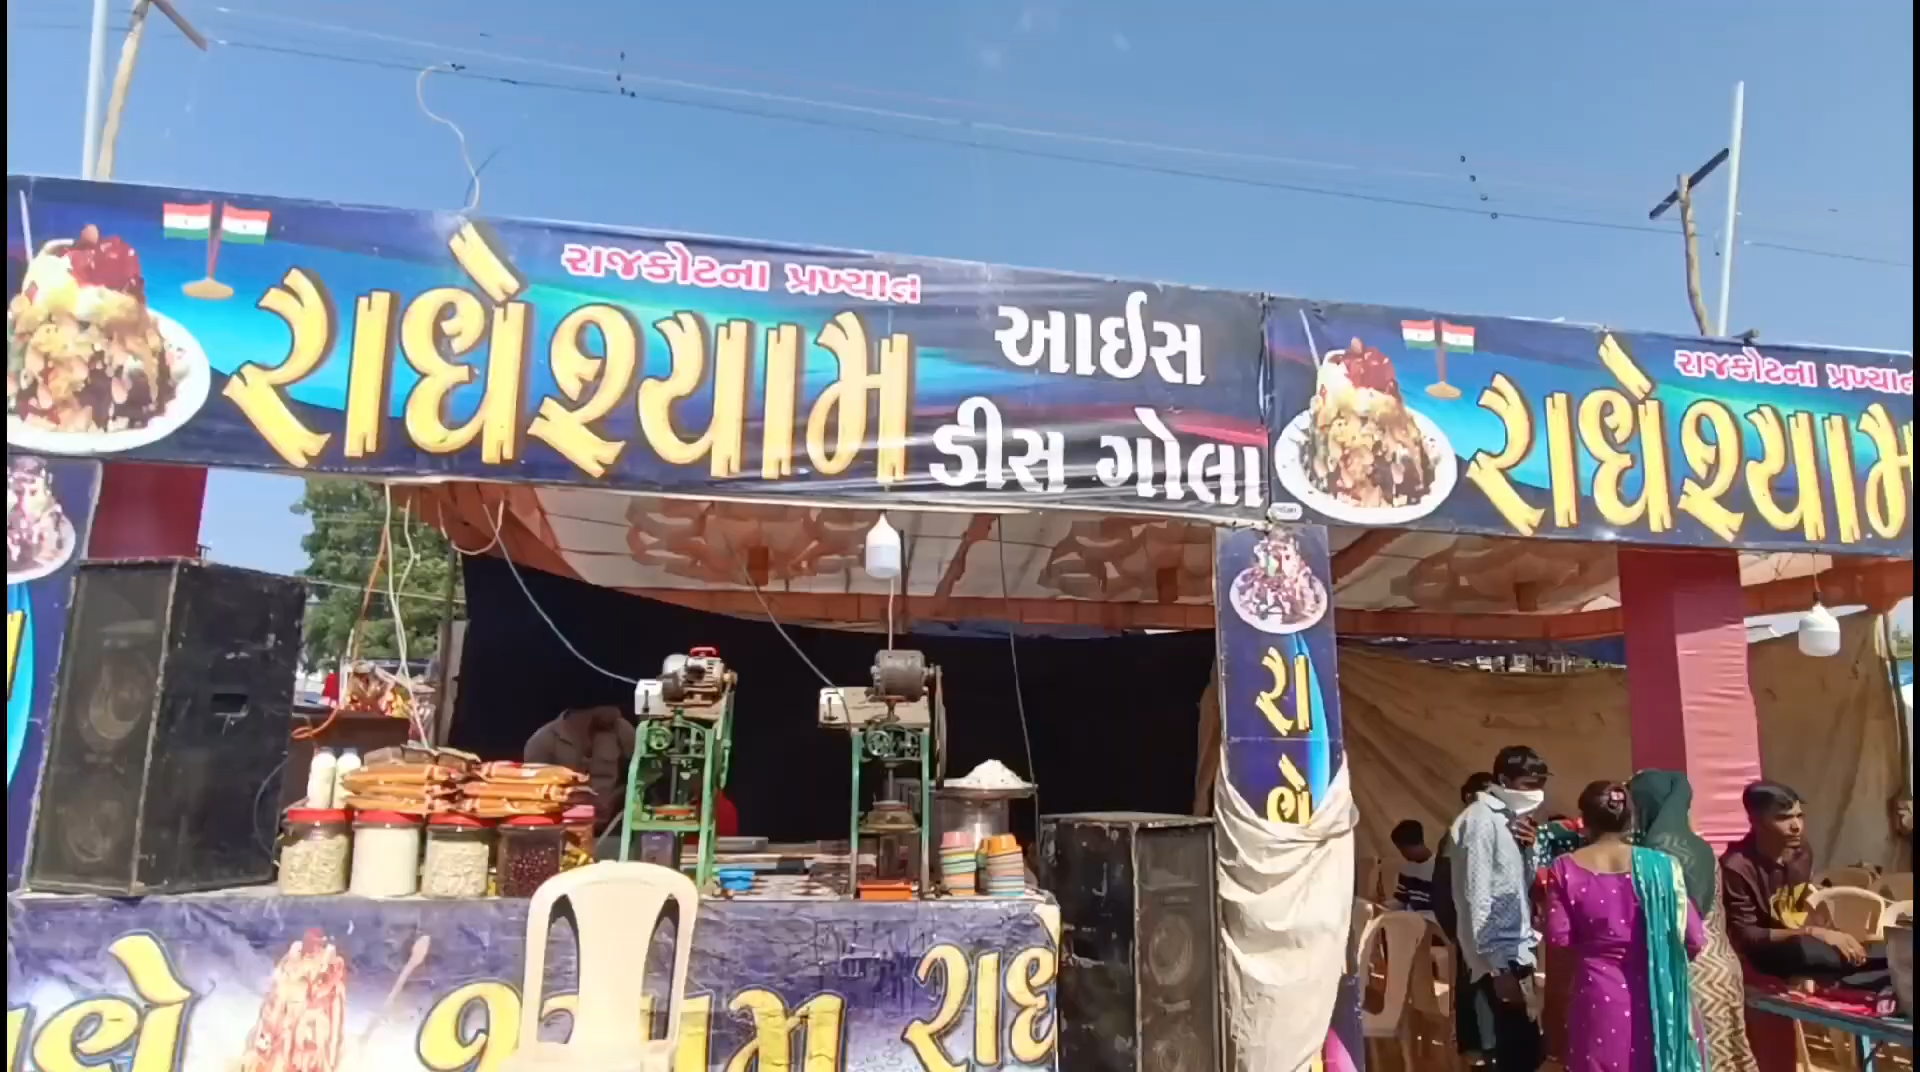 રાજકોટના પ્રખ્યાત
રાધેશ્યામ
આઈસ
ડીસ ગોલા
રાજકોટના પ્રખ્યાત
રાધેશ્યામ
રા
ધે
ધે શ્યામ રાધે